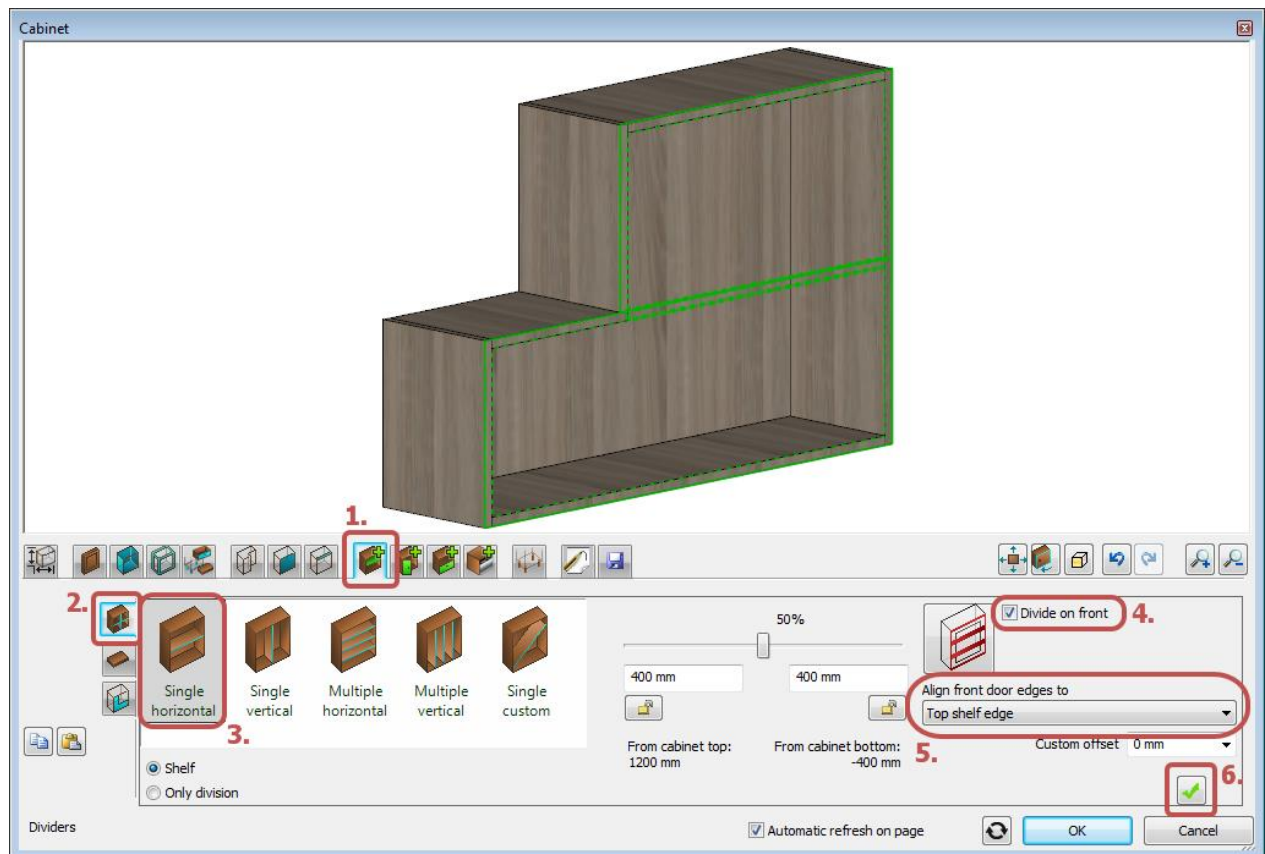 Cabinet
1.
2.
Single
horizontal
Single
vertical
Multiple
horizontal
Multiple
vertical
Single
custom
3.
Shelf
Only division
50%
400 mm
400 mm
From cabinet top:
1200 mm
From cabinet bottom:
-400 mm
Divide on front
4.
Align front door edges to
Top shelf edge
5.
Custom offset
0 mm
6.
Dividers
Automatic refresh on page
OK
Cancel